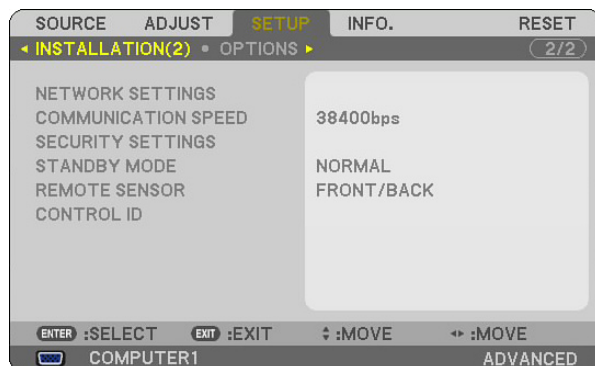 SOURCE ADJUST SETUP INFO. RESET
INSTALLATION(2) • OPTIONS 2/2
NETWORK SETTINGS
COMMUNICATION SPEED 38400bps
SECURITY SETTINGS
STANDBY MODE NORMAL
REMOTE SENSOR FRONT/BACK
CONTROL ID
ENTER :SELECT EXIT :EXIT :MOVE :MOVE
COMPUTER1 ADVANCED